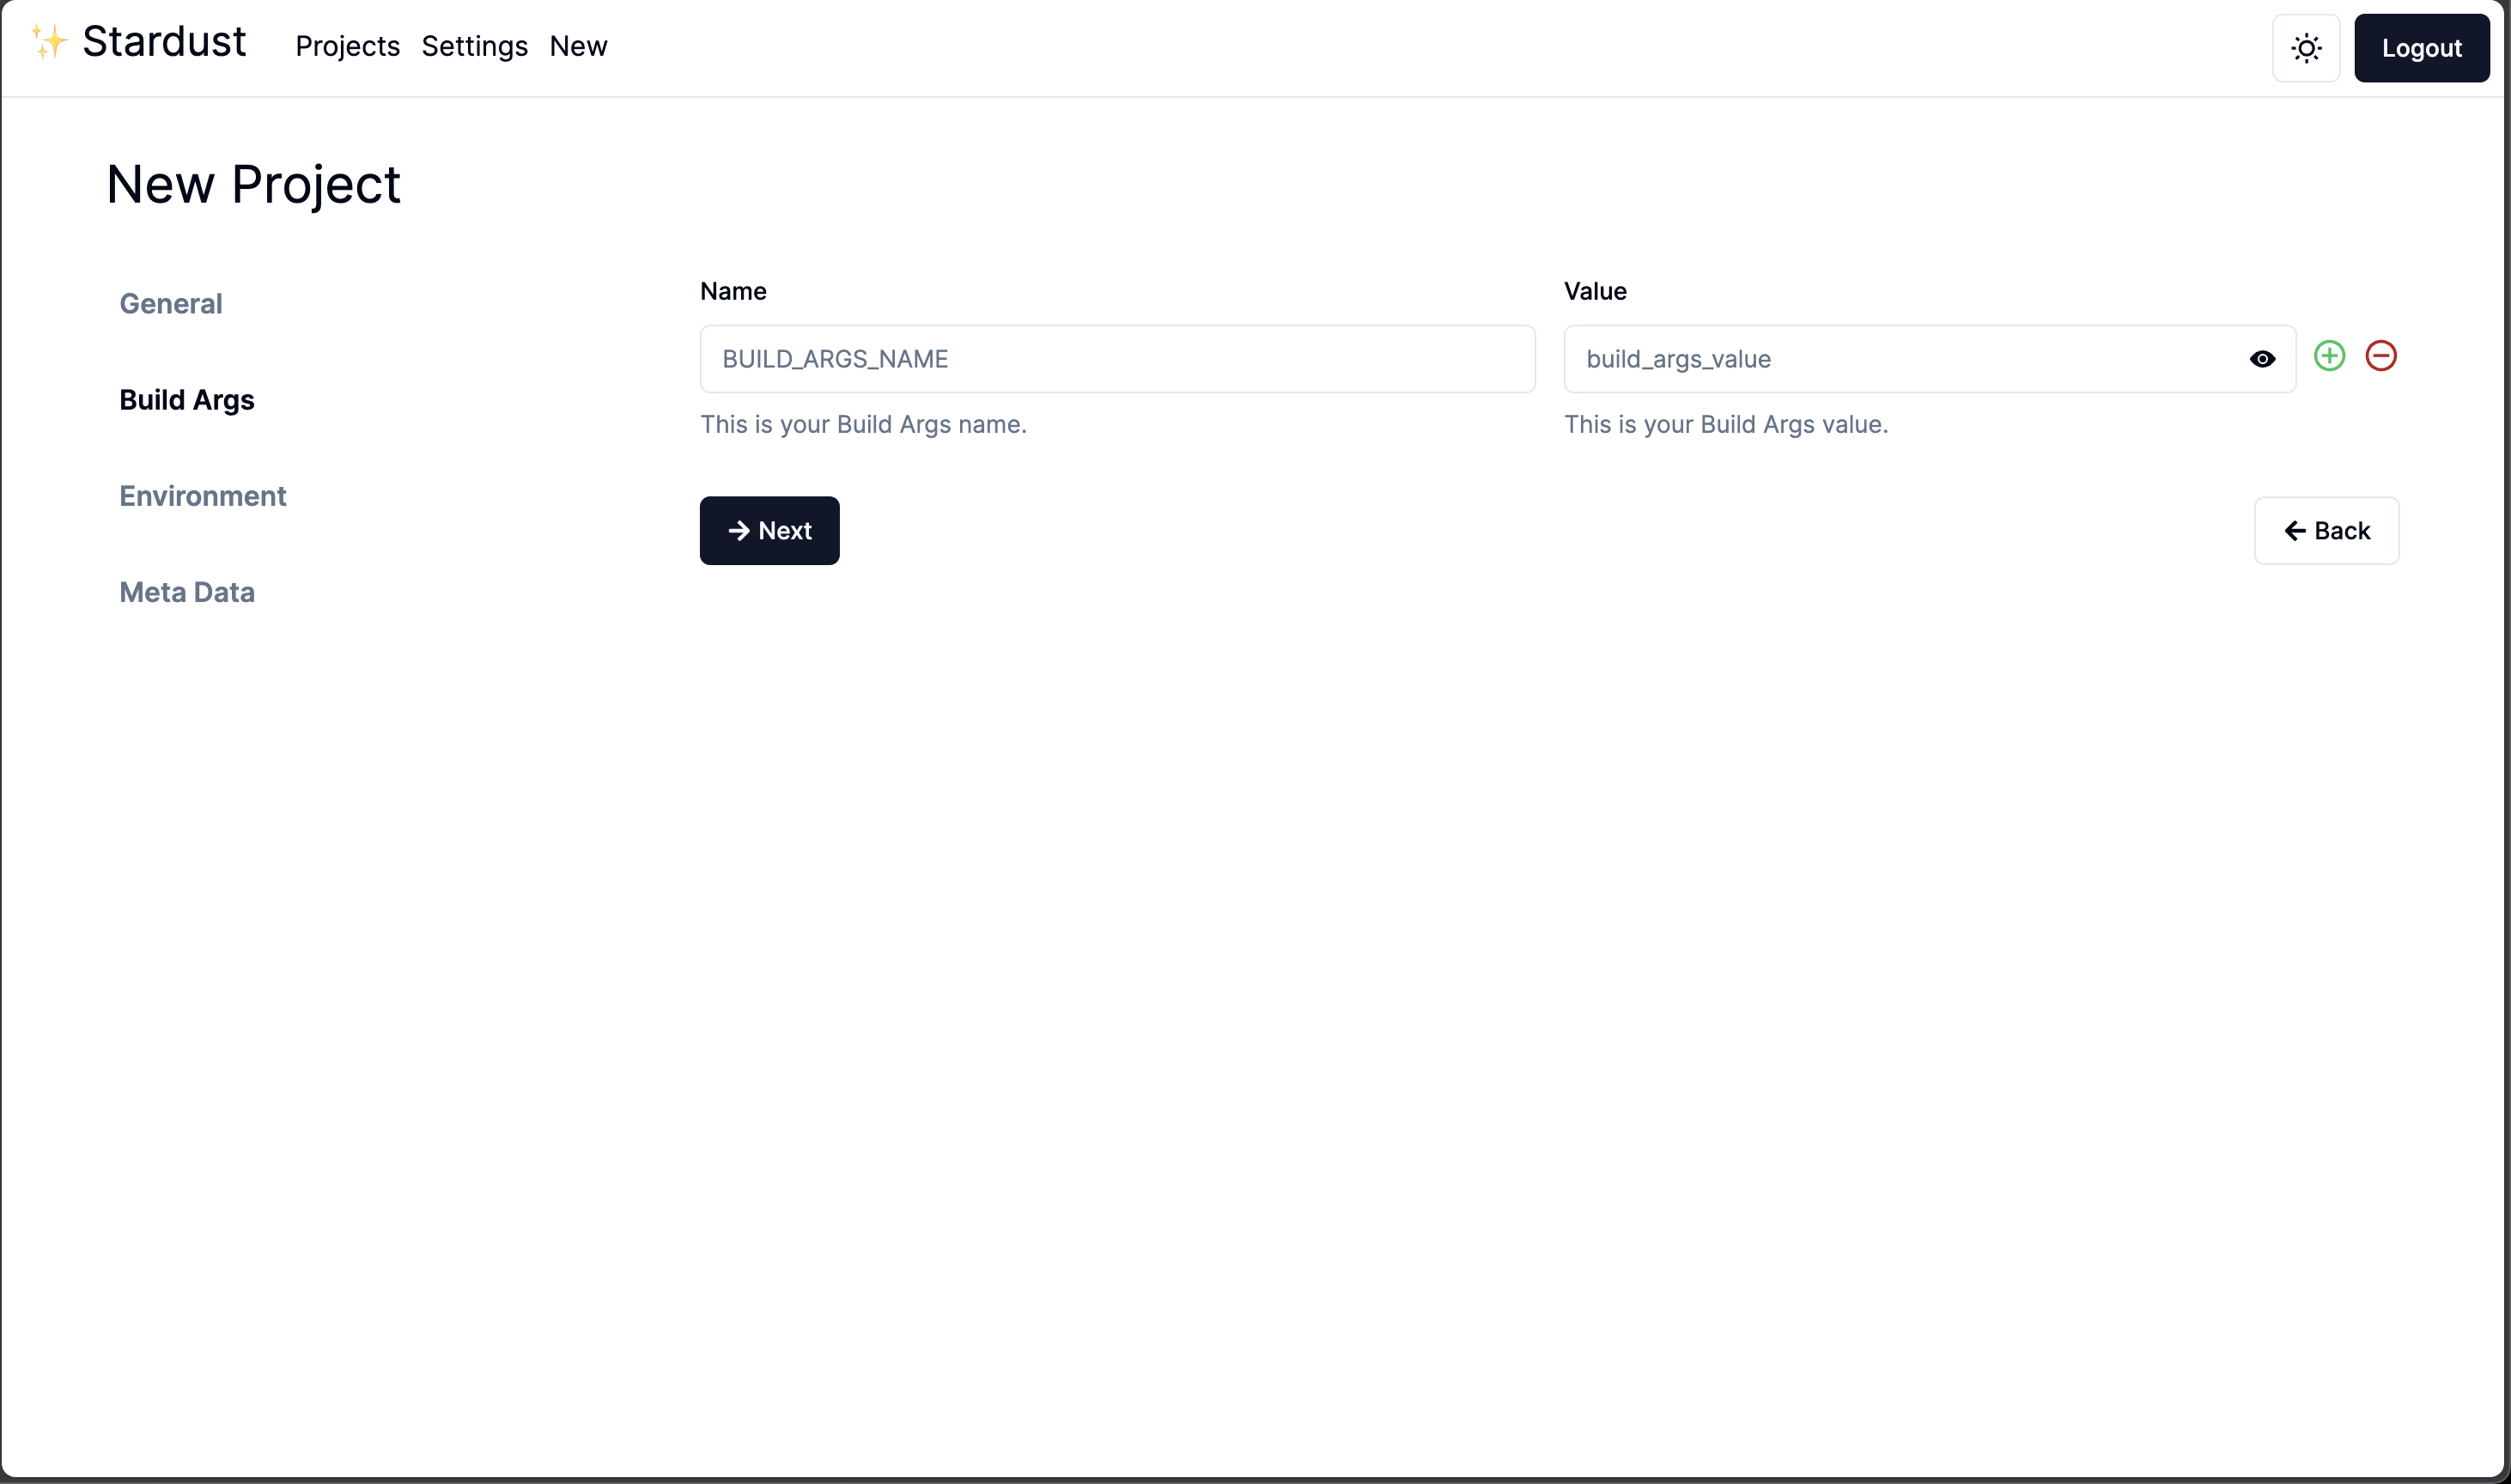 ✨ Stardust Projects Settings New Logout
New Project
General
Build Args
Environment
Meta Data
Name
BUILD_ARGS_NAME
This is your Build Args name.
Value
build_args_value
This is your Build Args value.
Next
Back